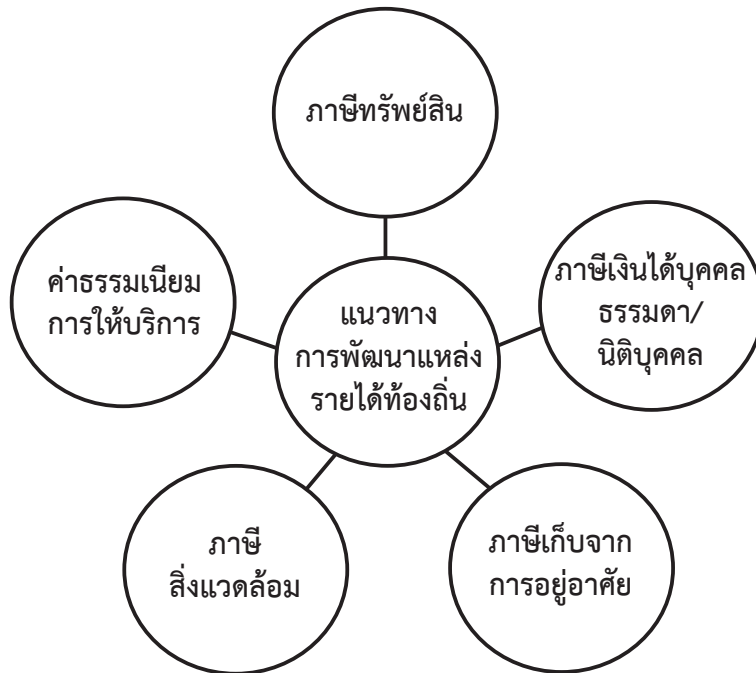 ภาษีทรัพย์สิน
ค่าธรรมเนียม
การให้บริการ
แนวทาง
การพัฒนาแหล่ง
รายได้ท้องถิ่น
ภาษีเงินได้บุคคล
ธรรมดา/
นิติบุคคล
ภาษี
สิ่งแวดล้อม
ภาษีเก็บจาก
การอยู่อาศัย